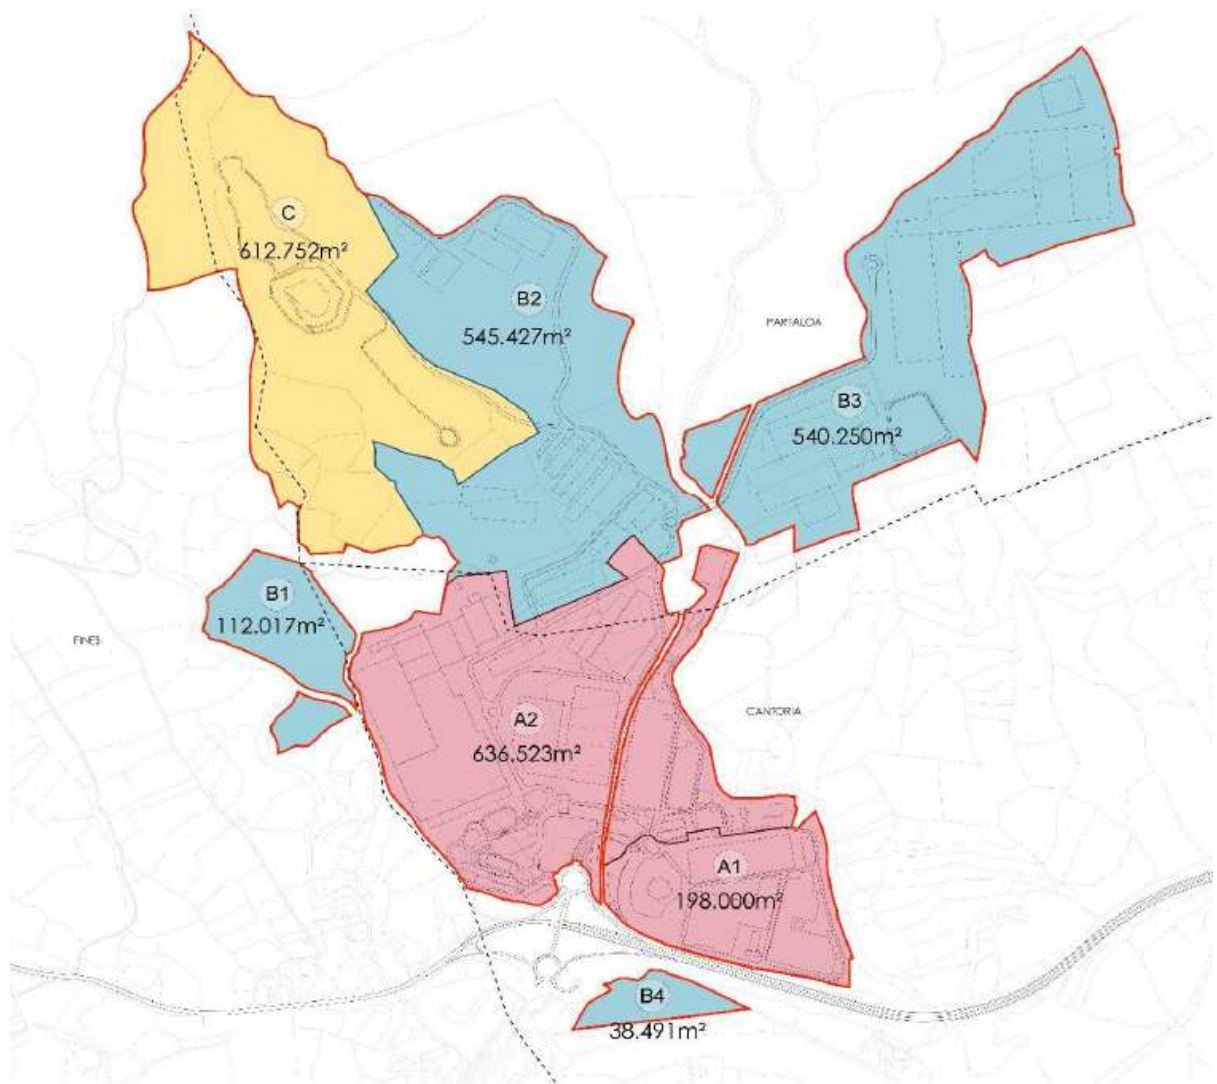 C
612.752m²
B2
545.427m²
PARTALOA
B3
540.250m²
B1
112.017m²
FINES
A2
636.523m²
CANTORIA
A1
198.000m²
B4
38.491m²